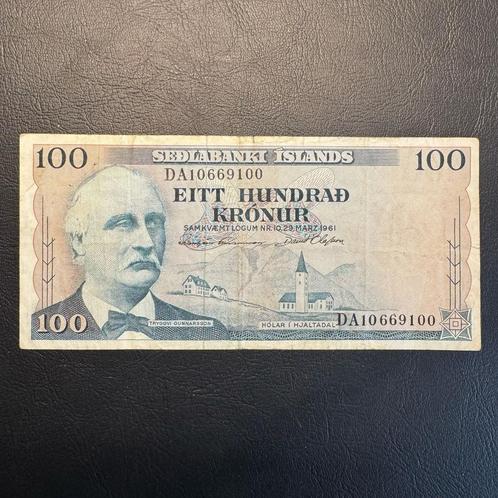 100 SEÐLABANKI ÍSLANDS 100
DA10669100
EITT HUNDRAÐ
KRÓNUR
SAMKVÆMT LÖGUM NR. 10, 29. MARZ 1961
100 TRYGGVI GUNNARSSON HÓLAR Í HJALTADAL DA10669100